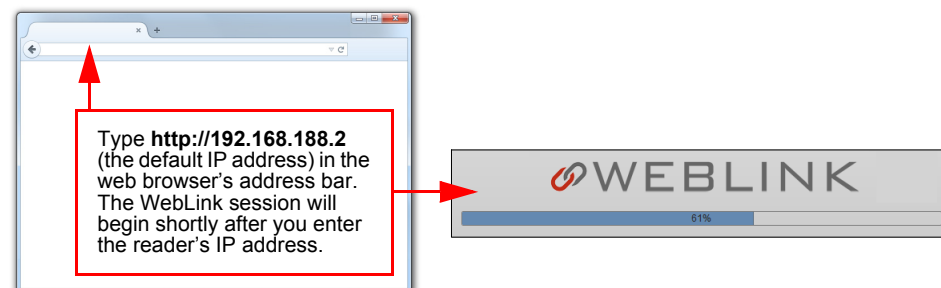 Type http://192.168.188.2
(the default IP address) in the
web browser's address bar.
The WebLink session will
begin shortly after you enter
the reader's IP address.
WEBLINK
61%